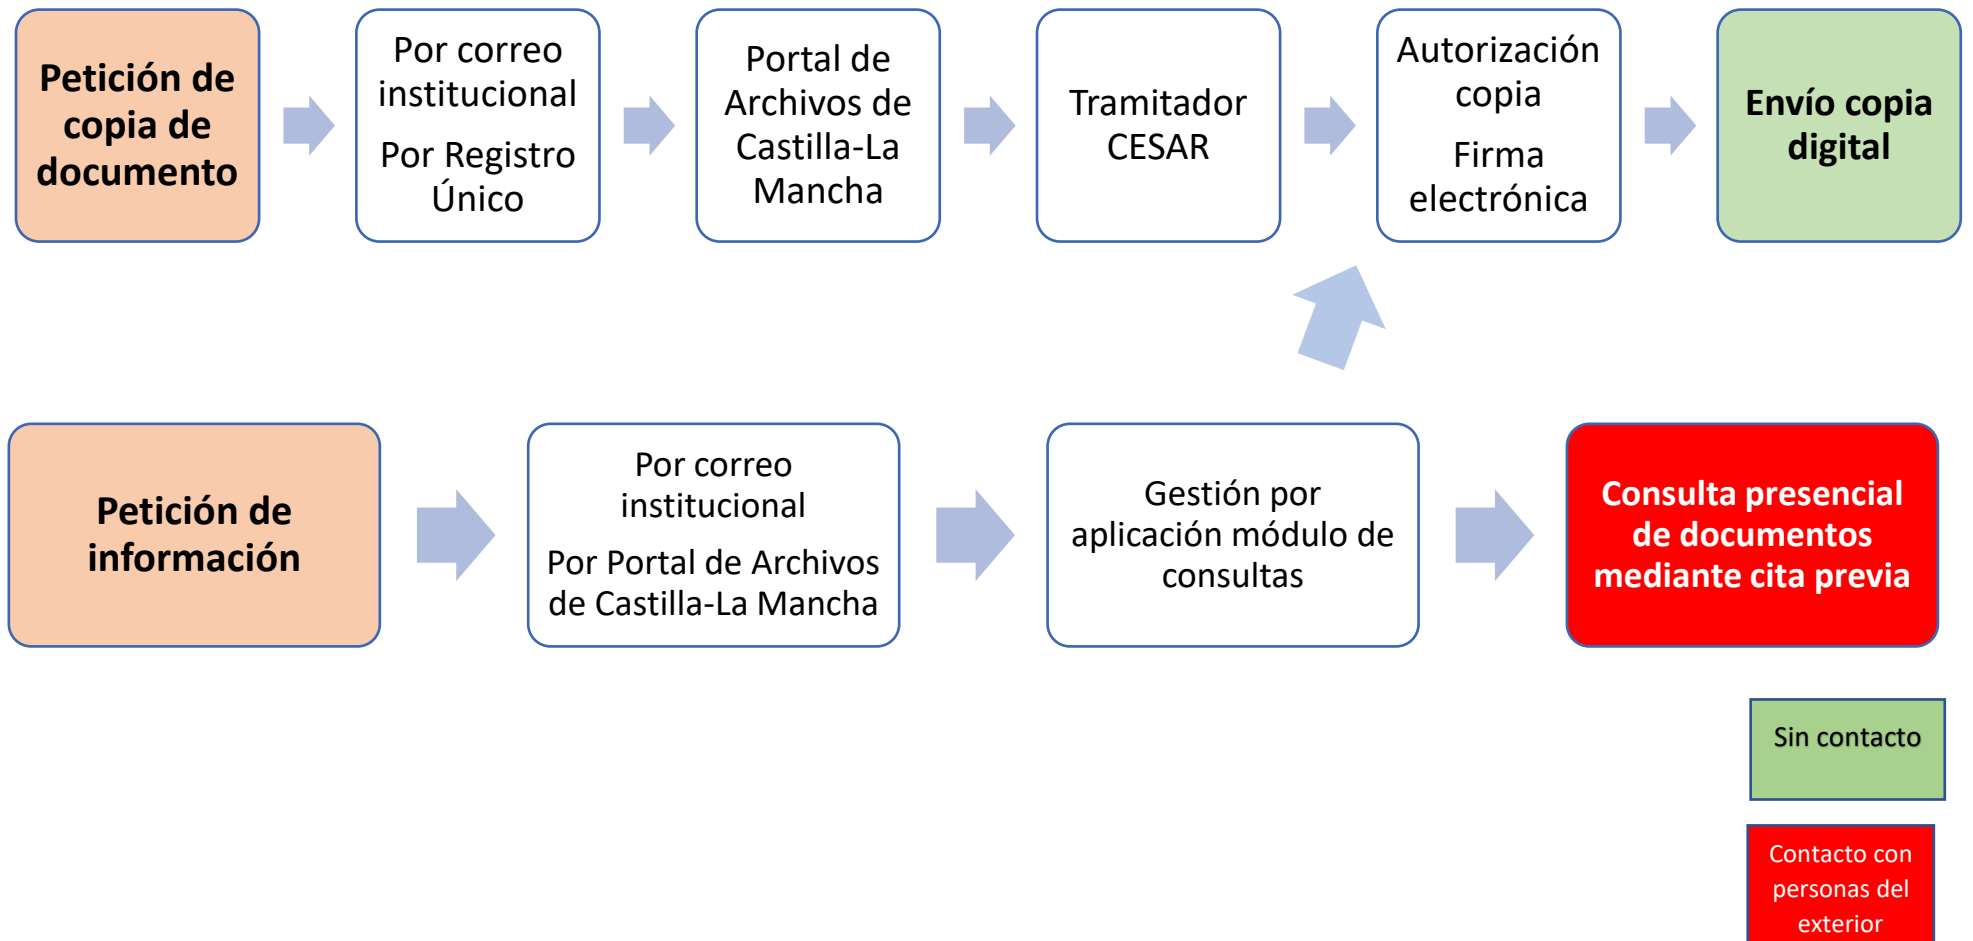 Petición de
copia de
documento
Por correo
institucional
Por Registro
Único
Portal de
Archivos de
Castilla-La
Mancha
Tramitador
CESAR
Autorización
copia
Firma
electrónica
Envío copia
digital
Petición de
información
Por correo
institucional
Por Portal de Archivos
de Castilla-La Mancha
Gestión por
aplicación módulo de
consultas
Consulta presencial
de documentos
mediante cita previa
Sin contacto
Contacto con
personas del
exterior